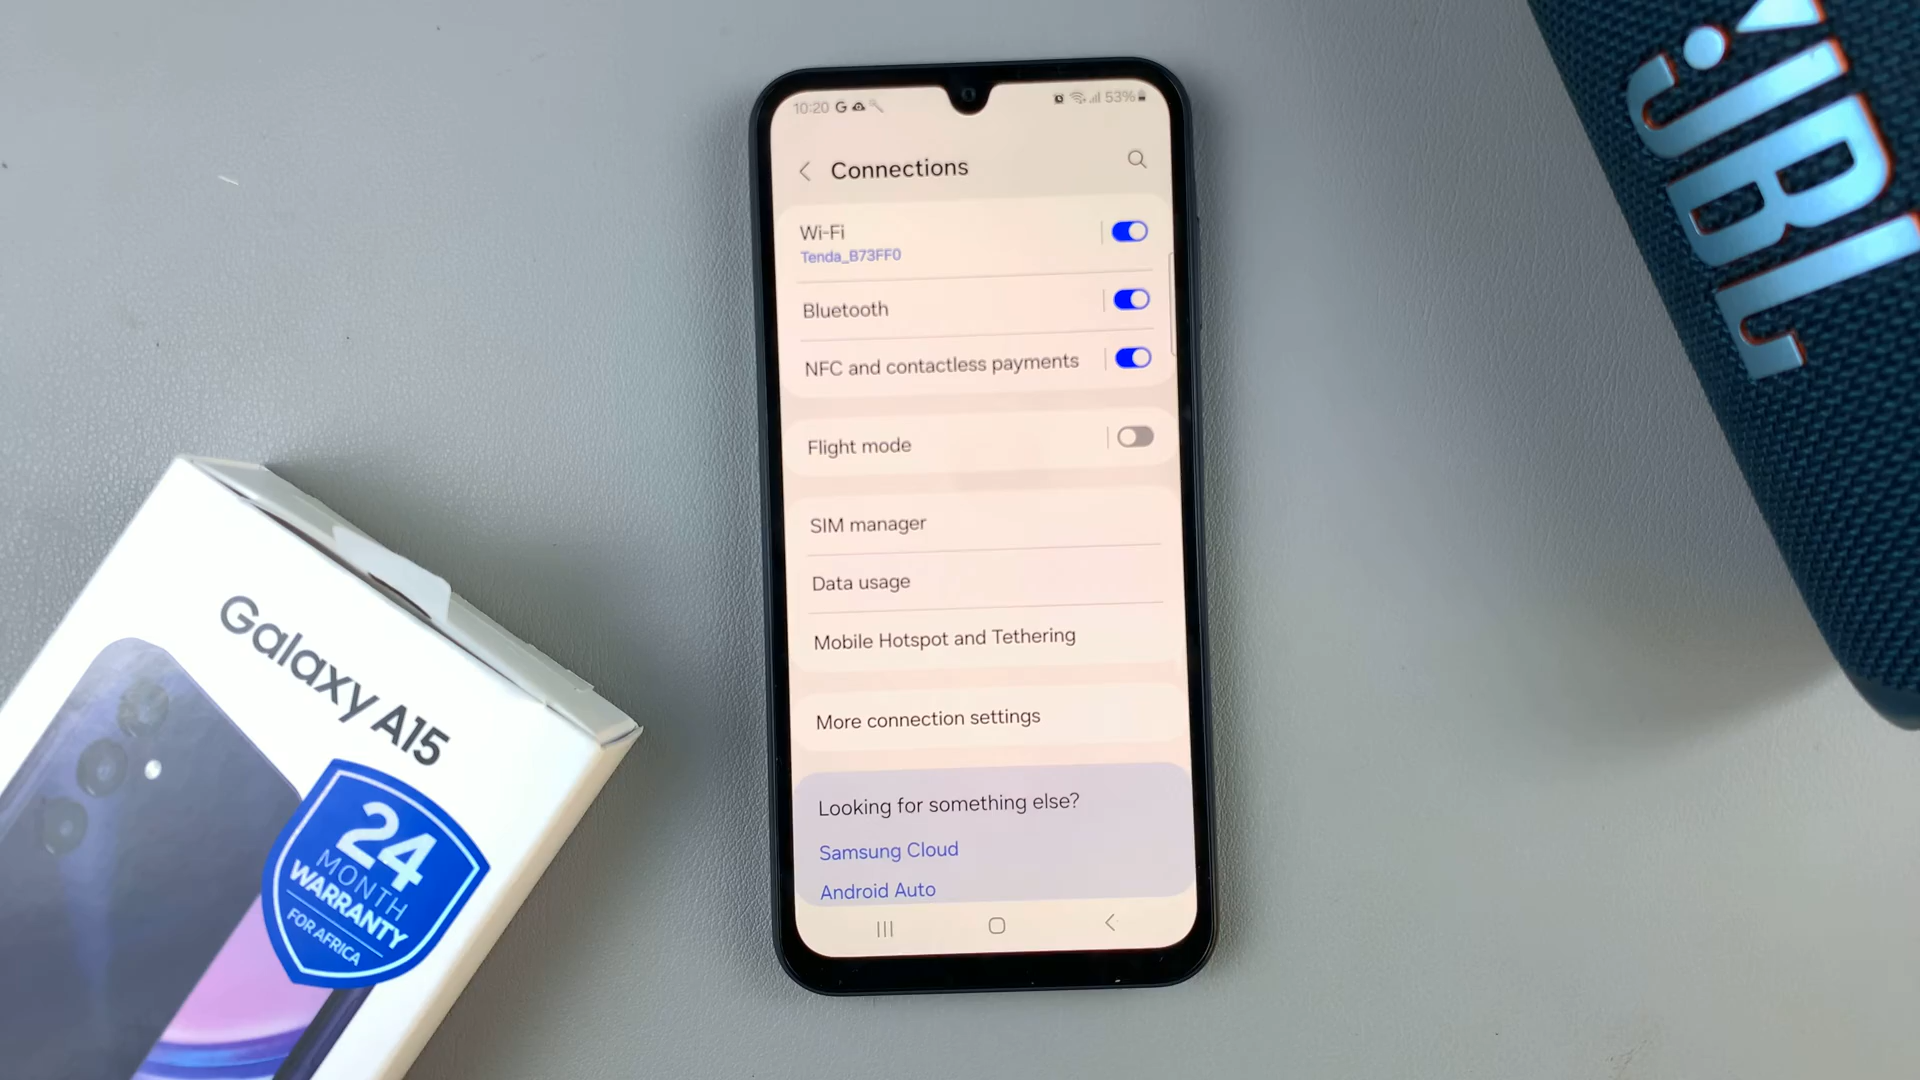 10:20 G
53%
Connections
Wi-Fi
Tenda_B73FF0
Bluetooth
NFC and contactless payments
Flight mode
SIM manager
Data usage
Mobile Hotspot and Tethering
More connection settings
Looking for something else?
Samsung Cloud
Android Auto
Galaxy A15
24
MONTH
WARRANTY
FOR AFRICA
JBL